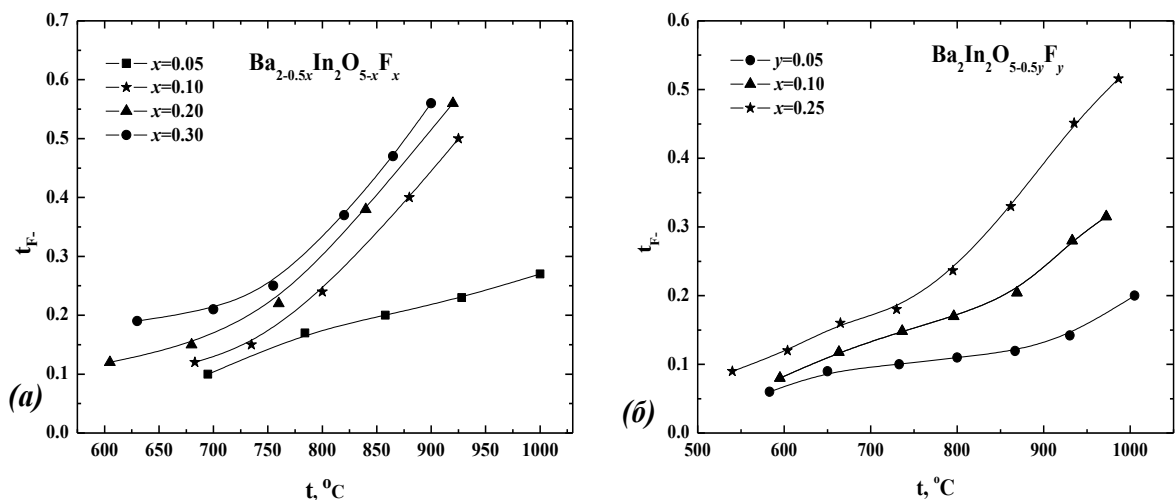 Ba2-0.5xIn2O5-xFx
x=0.05
x=0.10
x=0.20
x=0.30
0.7
0.6
0.5
0.4
0.3
0.2
0.1
0.0
tF-
600 650 700 750 800 850 900 950 1000
t, °C
(а)
Ba2In2O5-0.5yFy
y=0.05
x=0.10
x=0.25
0.6
0.5
0.4
0.3
0.2
0.1
0.0
tF-
500 600 700 800 900 1000
t, °C
(б)